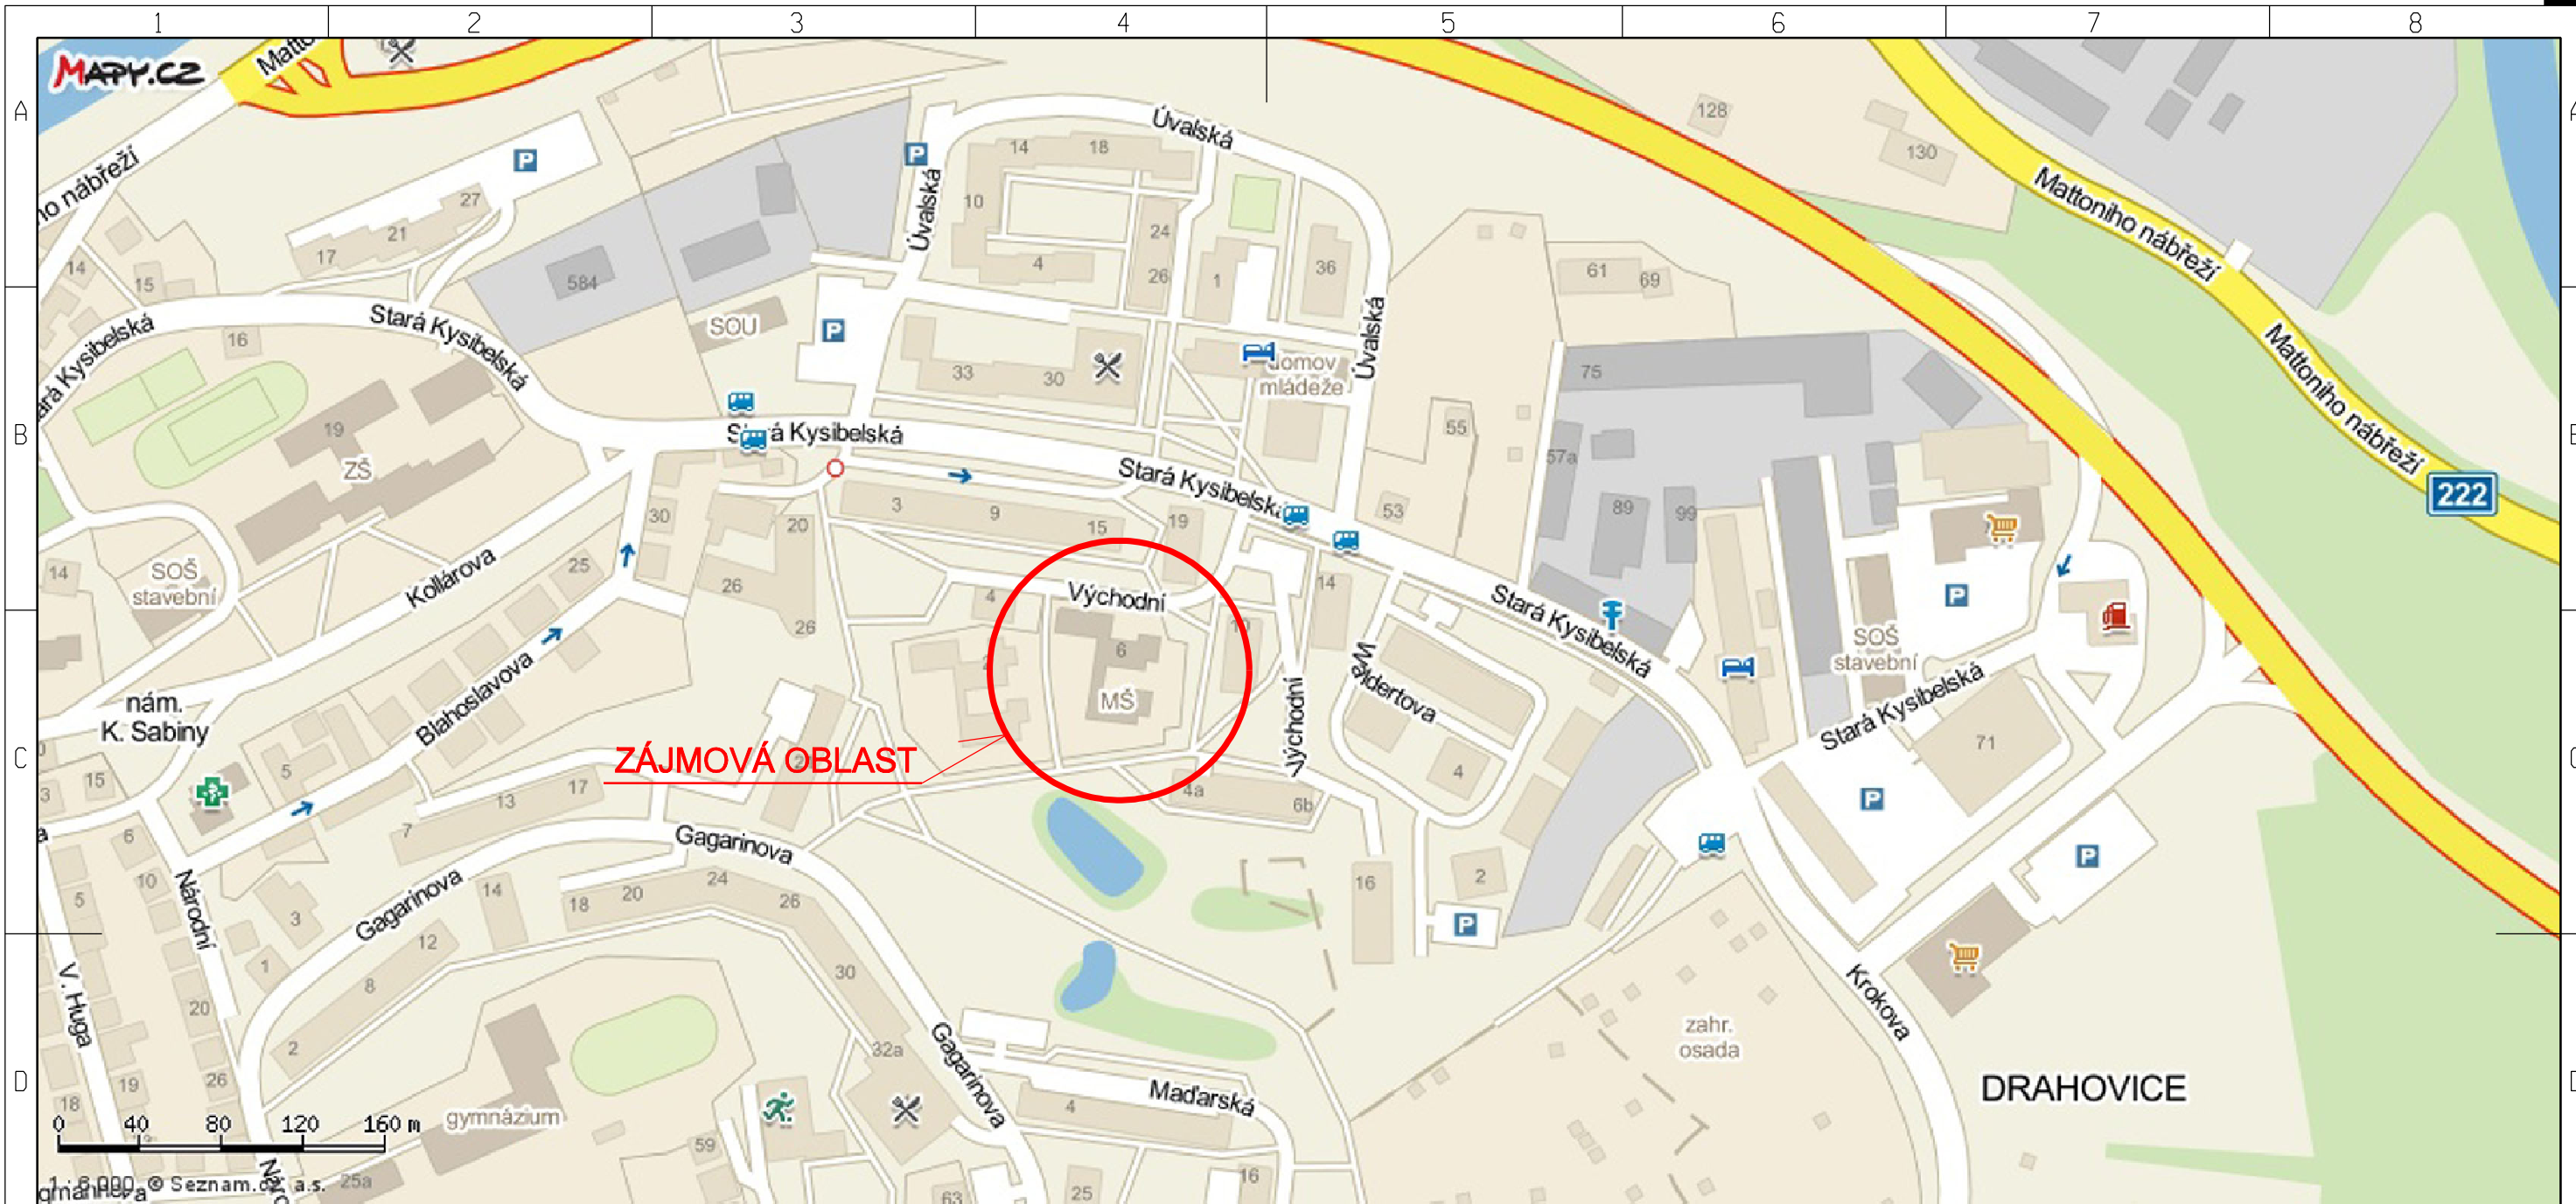 1 2 3 4 5 6 7 8
A
MAPY.CZ
128
130
Úvalská
14 18
10
24
26
4
1
36
Úvalská
Úvalská
ho nábřeží
27
21
17
14
15
584
SOU
61
69
Mattoniho nábřeží
Mattoniho nábřeží
222
B
Stará Kysibelská
16
19
ZŠ
33
30
domov
mládeže
75
55
57a
89
99
53
Stará Kysibelská
3
9
15
19
30
20
26
26
25
14
SOŠ
stavební
Kollárova
Blahoslavova
nám.
K. Sabiny
4
Východní
6
MŠ
10
14
Východní
Stará Kysibelská
SOŠ
stavební
Stará Kysibelská
71
C
ZÁJMOVÁ OBLAST
4a
6b
4
2
16
5
15
3
13
17
7
6
10
5
3
1
20
26
19
18
Národní
V. Huga
Gagarinova
Gagarinova
Gagarinova
14
12
8
2
18
20
24
26
30
32a
D
zahr.
osada
Krokova
DRAHOVICE
Maďarská
4
gymnázium
59
63
25
16
25a
0 40 80 120 160 m
© Seznam.cz, a.s.